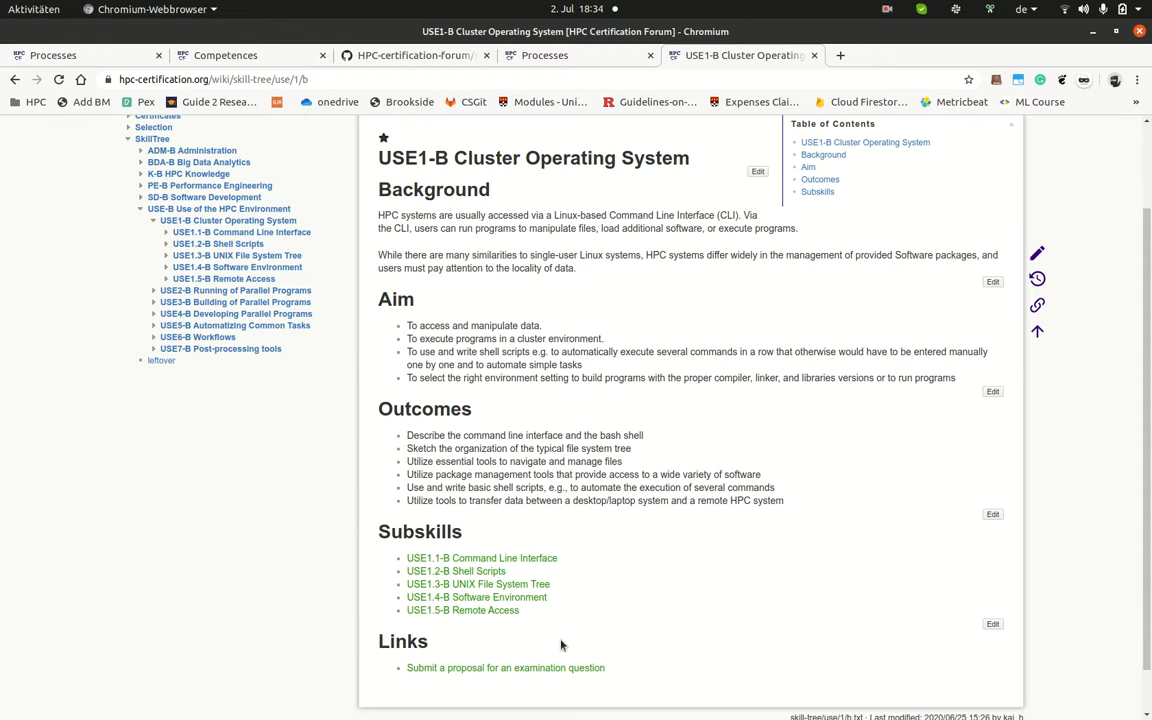 Aktivitäten
Chromium-Webbrowser
2. Jul 18:34
de
USE1-B Cluster Operating System [HPC Certification Forum] - Chromium
Processes
Competences
HPC-certification-forum/
Processes
USE1-B Cluster Operating
hpc-certification.org/wiki/skill-tree/use/1/b
HPC
Add BM
Pex
Guide 2 Resea...
onedrive
Brookside
CSGit
Modules - Uni...
Guidelines-on-...
Expenses Clai...
Cloud Firestor...
Metricbeat
ML Course
»
Certificates
Selection
SkillTree
ADM-B Administration
BDA-B Big Data Analytics
K-B HPC Knowledge
PE-B Performance Engineering
SD-B Software Development
USE-B Use of the HPC Environment
USE1-B Cluster Operating System
USE1.1-B Command Line Interface
USE1.2-B Shell Scripts
USE1.3-B UNIX File System Tree
USE1.4-B Software Environment
USE1.5-B Remote Access
USE2-B Running of Parallel Programs
USE3-B Building of Parallel Programs
USE4-B Developing Parallel Programs
USE5-B Automatizing Common Tasks
USE6-B Workflows
USE7-B Post-processing tools
leftover
Table of Contents
USE1-B Cluster Operating System
Background
Aim
Outcomes
Subskills
USE1-B Cluster Operating System
Edit
Background
HPC systems are usually accessed via a Linux-based Command Line Interface (CLI). Via
the CLI, users can run programs to manipulate files, load additional software, or execute programs.
While there are many similarities to single-user Linux systems, HPC systems differ widely in the management of provided Software packages, and
users must pay attention to the locality of data.
Edit
Aim
To access and manipulate data.
To execute programs in a cluster environment.
To use and write shell scripts e.g. to automatically execute several commands in a row that otherwise would have to be entered manually
one by one and to automate simple tasks
To select the right environment setting to build programs with the proper compiler, linker, and libraries versions or to run programs
Edit
Outcomes
Describe the command line interface and the bash shell
Sketch the organization of the typical file system tree
Utilize essential tools to navigate and manage files
Utilize package management tools that provide access to a wide variety of software
Use and write basic shell scripts, e.g., to automate the execution of several commands
Utilize tools to transfer data between a desktop/laptop system and a remote HPC system
Edit
Subskills
USE1.1-B Command Line Interface
USE1.2-B Shell Scripts
USE1.3-B UNIX File System Tree
USE1.4-B Software Environment
USE1.5-B Remote Access
Edit
Links
Submit a proposal for an examination question
skill-tree/use/1/b.txt · Last modified: 2020/06/25 15:26 by kai_h